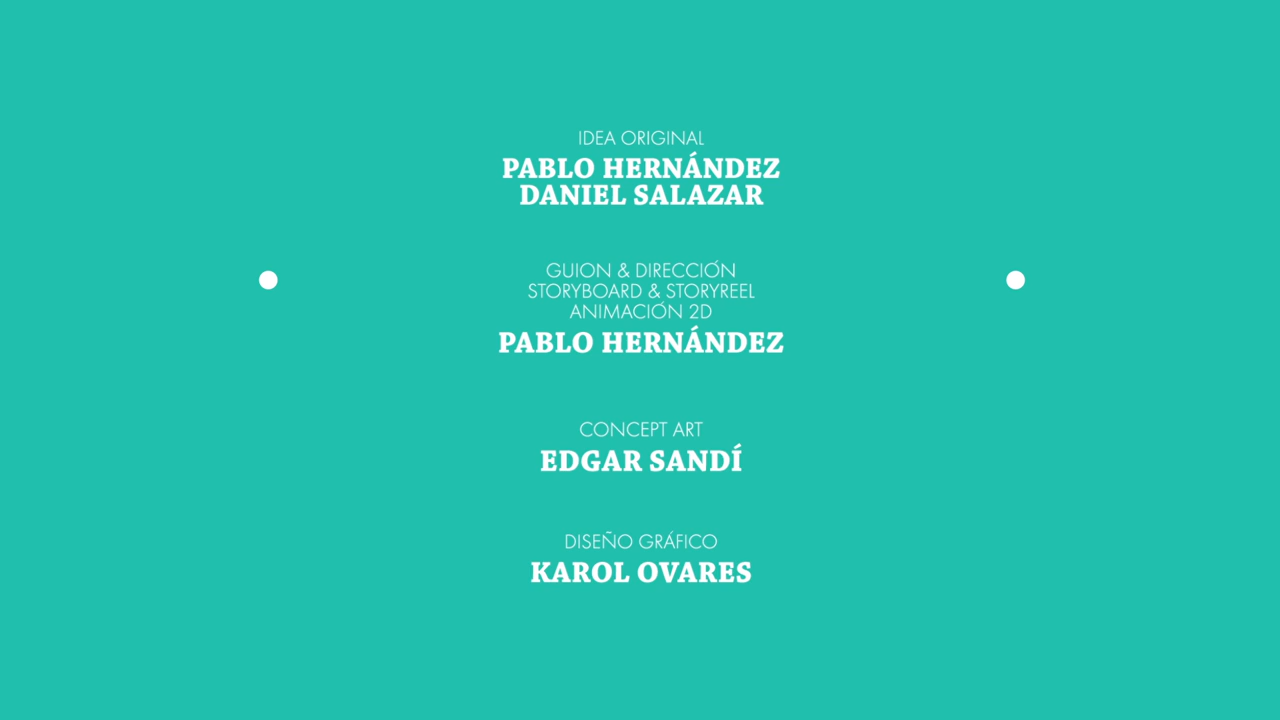 IDEA ORIGINAL
PABLO HERNÁNDEZ
DANIEL SALAZAR
GUION & DIRECCIÓN
STORYBOARD & STORYREEL
ANIMACIÓN 2D
PABLO HERNÁNDEZ
CONCEPT ART
EDGAR SANDÍ
DISEÑO GRÁFICO
KAROL OVARES